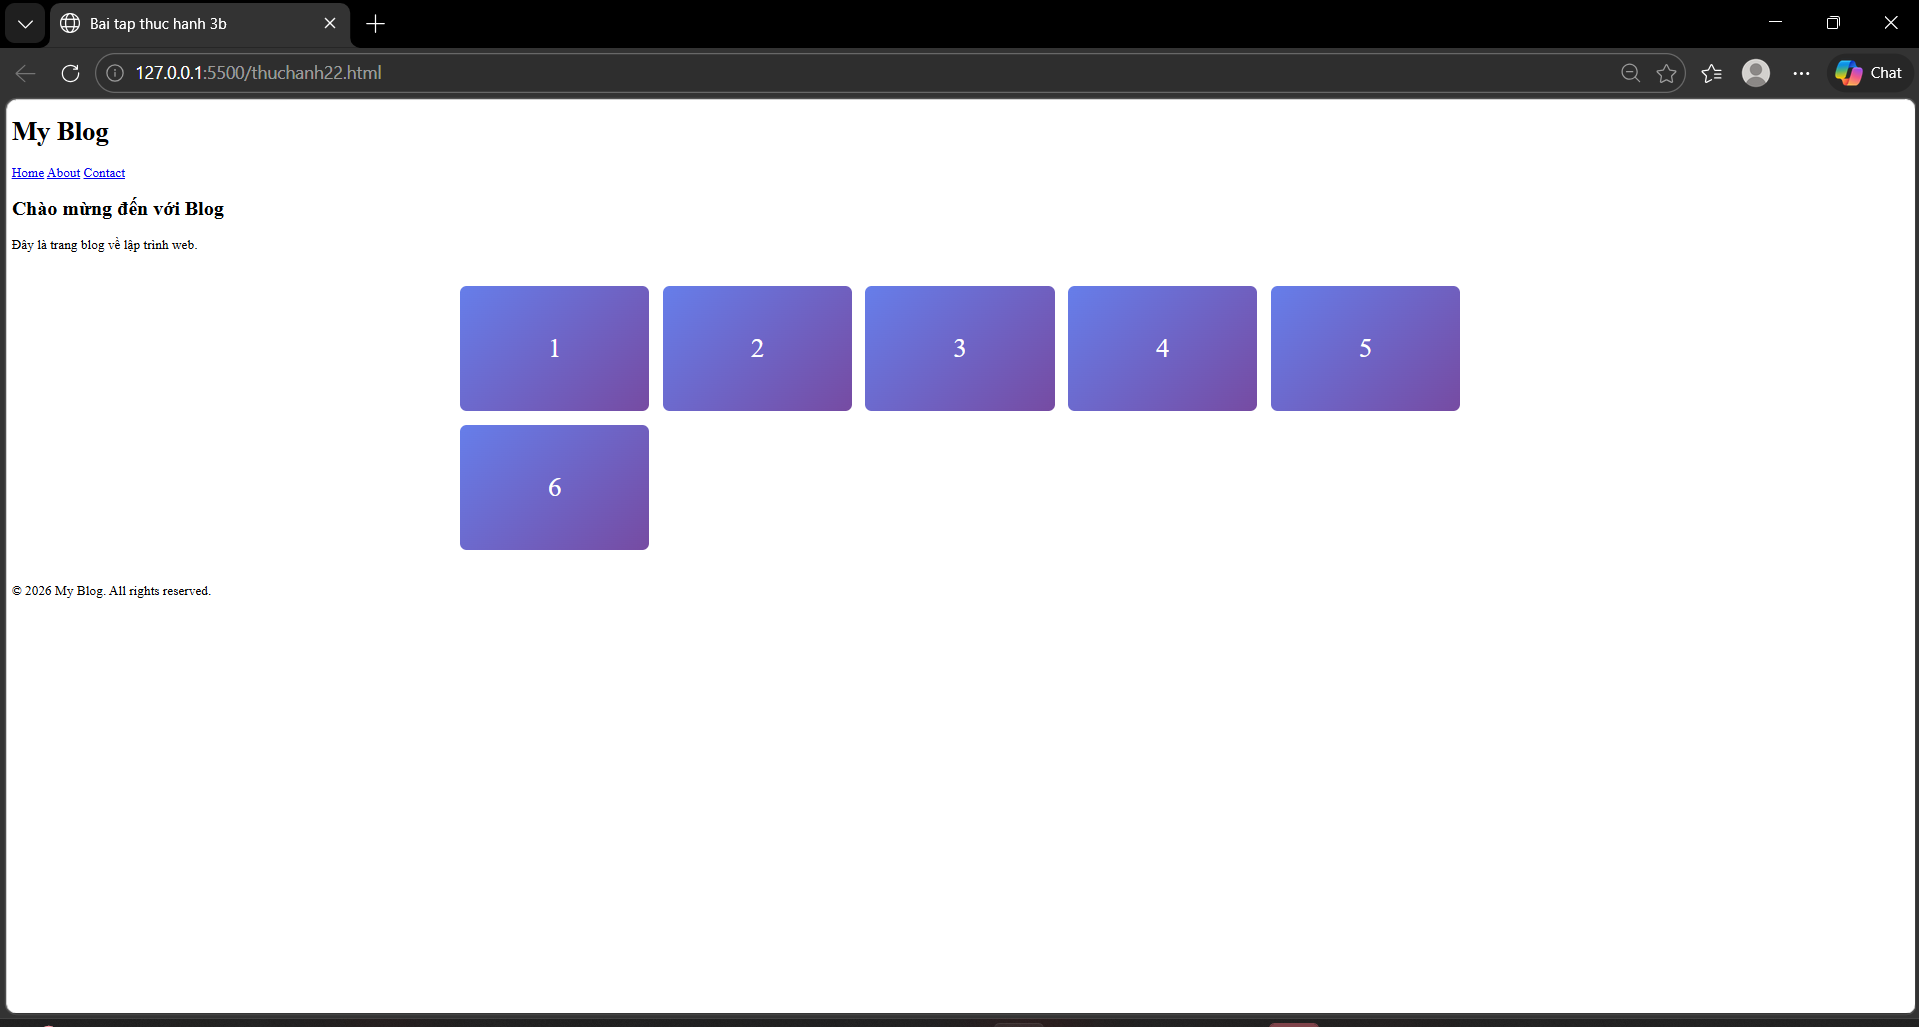 Bai tap thuc hanh 3b
127.0.0.1:5500/thuchanh22.html
Chat
My Blog
Home About Contact
Chào mừng đến với Blog
Đây là trang blog về lập trình web.
1 2 3 4 5
6
© 2026 My Blog. All rights reserved.